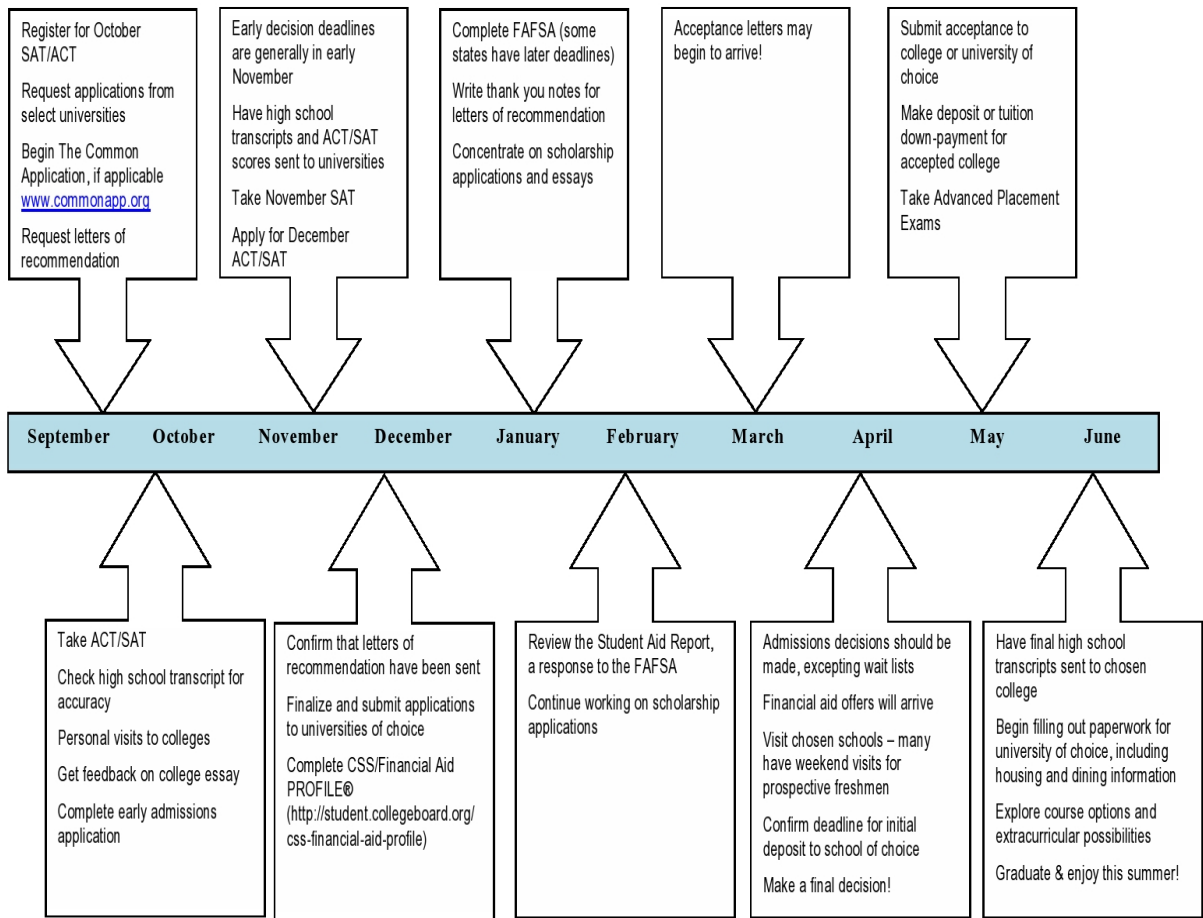 Register for October
SAT/ACT
Request applications from
select universities
Begin The Common
Application, if applicable
www.commonapp.org
Request letters of
recommendation
Early decision deadlines
are generally in early
November
Have high school
transcripts and ACT/SAT
scores sent to universities
Take November SAT
Apply for December
ACT/SAT
Complete FAFSA (some
states have later deadlines)
Write thank you notes for
letters of recommendation
Concentrate on scholarship
applications and essays
Acceptance letters may
begin to arrive!
Submit acceptance to
college or university of
choice
Make deposit or tuition
down-payment for
accepted college
Take Advanced Placement
Exams
September October November December January February March April May June
Take ACT/SAT
Check high school transcript for
accuracy
Personal visits to colleges
Get feedback on college essay
Complete early admissions
application
Confirm that letters of
recommendation have been sent
Finalize and submit applications
to universities of choice
Complete CSS/Financial Aid
PROFILE®
(http://student.collegeboard.org/
css-financial-aid-profile)
Review the Student Aid Report,
a response to the FAFSA
Continue working on scholarship
applications
Admissions decisions should be
made, excepting wait lists
Financial aid offers will arrive
Visit chosen schools – many
have weekend visits for
prospective freshmen
Confirm deadline for initial
deposit to school of choice
Make a final decision!
Have final high school
transcripts sent to chosen
college
Begin filling out paperwork for
university of choice, including
housing and dining information
Explore course options and
extracurricular possibilities
Graduate & enjoy this summer!